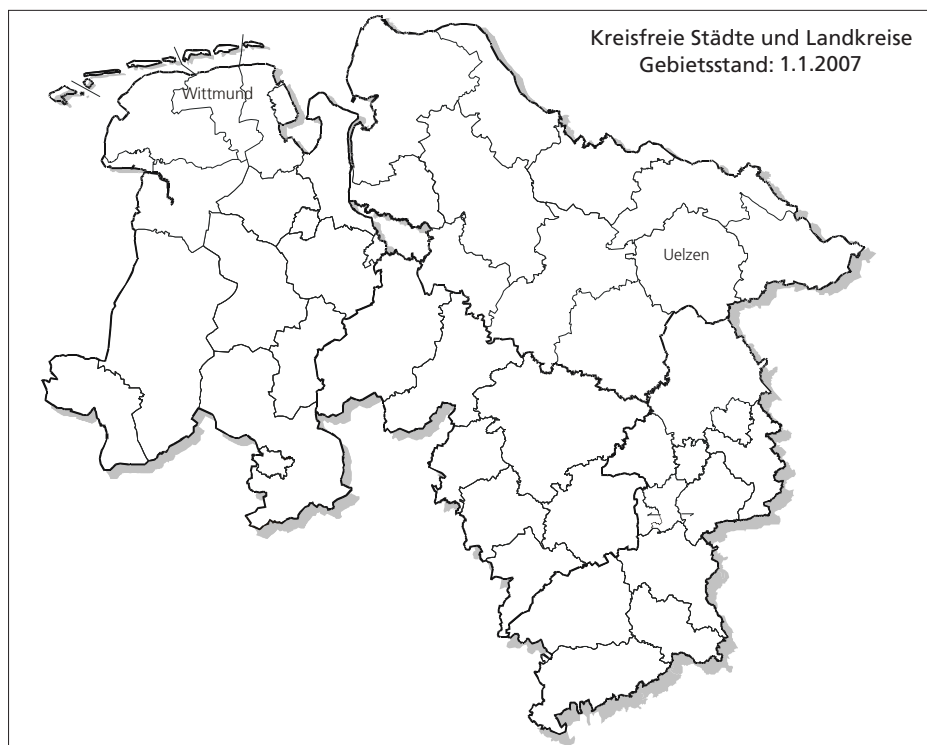 Kreisfreie Städte und Landkreise
Gebietsstand: 1.1.2007
Wittmund
Uelzen